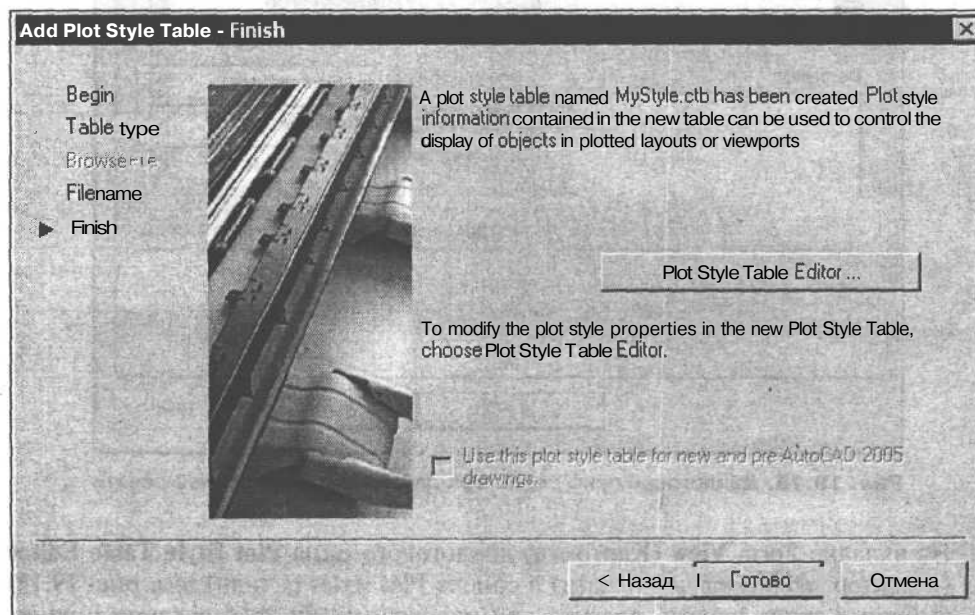 Add Plot Style Table - Finish
Begin
Table type
Filename
Finish
A plot style table named MyStyle.ctb has been created Plot style
information contained in the new table can be used to control the
display of objects in plotted layouts or viewports
Plot Style Table Editor ...
To modify the plot style properties in the new Plot Style Table,
choose Plot Style Table Editor.
Use this plot style table for new and pre-AutoCAD 2005
drawings.
< Назад
Готово
Отмена